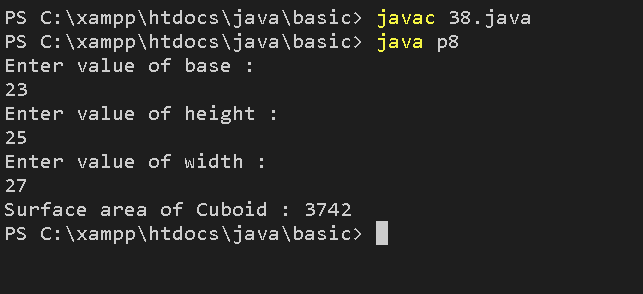 PS C:\xampp\htdocs\java\basic> javac 38.java
PS C:\xampp\htdocs\java\basic> java p8
Enter value of base :
23
Enter value of height :
25
Enter value of width :
27
Surface area of Cuboid : 3742
PS C:\xampp\htdocs\java\basic>